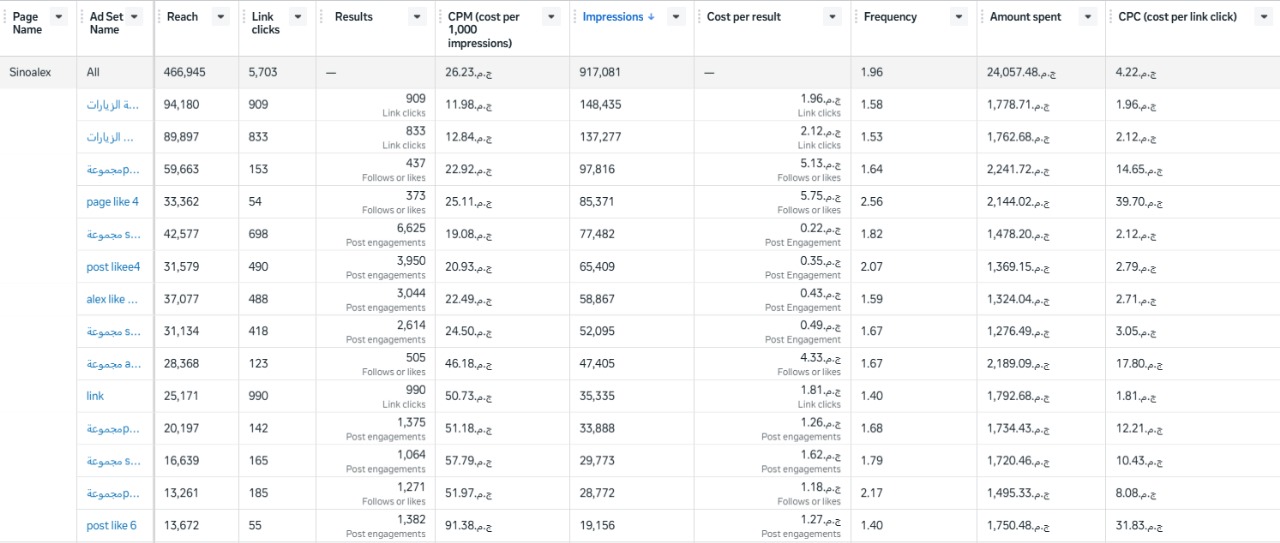 Page Name
Ad Set Name
Reach
Link clicks
Results
CPM (cost per 1,000 impressions)
Impressions ↓
Cost per result
Frequency
Amount spent
CPC (cost per link click)
Sinoalex All 466,945 5,703 — ج.م.26.23 917,081 — 1.96 ج.م.24,057.48 ج.م.4.22
ة الزيارات... 94,180 909 909 ج.م.11.98 148,435 ج.م.1.96 1.58 ج.م.1,778.71 ج.م.1.96
Link clicks Link clicks
الزيارات ... 89,897 833 833 ج.م.12.84 137,277 ج.م.2.12 1.53 ج.م.1,762.68 ج.م.2.12
Link clicks Link clicks
مجموعةp... 59,663 153 437 ج.م.22.92 97,816 ج.م.5.13 1.64 ج.م.2,241.72 ج.م.14.65
Follows or likes Follows or likes
page like 4 33,362 54 373 ج.م.25.11 85,371 ج.م.5.75 2.56 ج.م.2,144.02 ج.م.39.70
Follows or likes Follows or likes
مجموعة s... 42,577 698 6,625 ج.م.19.08 77,482 ج.م.0.22 1.82 ج.م.1,478.20 ج.م.2.12
Post engagements Post Engagement
post likee4 31,579 490 3,950 ج.م.20.93 65,409 ج.م.0.35 2.07 ج.م.1,369.15 ج.م.2.79
Post engagements Post Engagement
alex like ... 37,077 488 3,044 ج.م.22.49 58,867 ج.م.0.43 1.59 ج.م.1,324.04 ج.م.2.71
Post engagements Post Engagement
مجموعة s... 31,134 418 2,614 ج.م.24.50 52,095 ج.م.0.49 1.67 ج.م.1,276.49 ج.م.3.05
Post engagements Post Engagement
مجموعة a... 28,368 123 505 ج.م.46.18 47,405 ج.م.4.33 1.67 ج.م.2,189.09 ج.م.17.80
Follows or likes Follows or likes
link 25,171 990 990 ج.م.50.73 35,335 ج.م.1.81 1.40 ج.م.1,792.68 ج.م.1.81
Link clicks Link clicks
مجموعةp... 20,197 142 1,375 ج.م.51.18 33,888 ج.م.1.26 1.68 ج.م.1,734.43 ج.م.12.21
Post engagements Post engagements
مجموعة s... 16,639 165 1,064 ج.م.57.79 29,773 ج.م.1.62 1.79 ج.م.1,720.46 ج.م.10.43
Post engagements Post engagements
مجموعةp... 13,261 185 1,271 ج.م.51.97 28,772 ج.م.1.18 2.17 ج.م.1,495.33 ج.م.8.08
Follows or likes Follows or likes
post like 6 13,672 55 1,382 ج.م.91.38 19,156 ج.م.1.27 1.40 ج.م.1,750.48 ج.م.31.83
Post engagements Post engagements